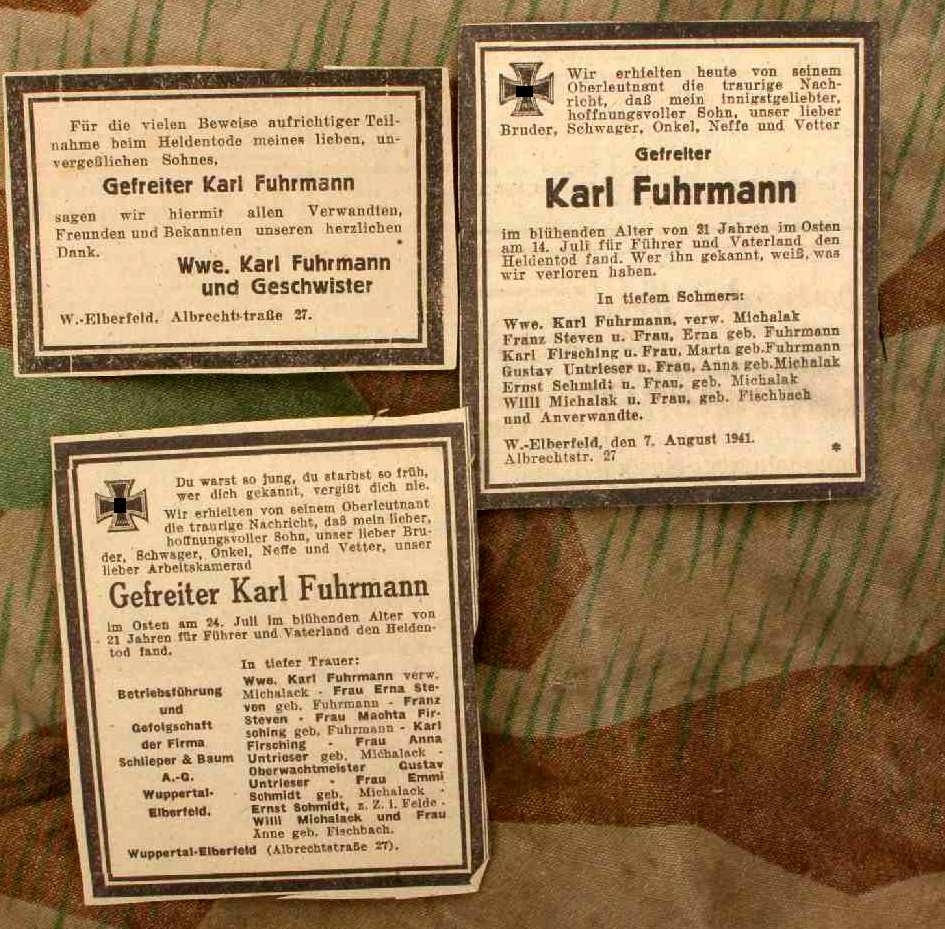 Für die vielen Beweise aufrichtiger Teil-
nahme beim Heldentode meines lieben, un-
vergeßlichen Sohnes,
Gefreiter Karl Fuhrmann
sagen wir hiermit allen Verwandten,
Freunden und Bekannten unseren herzlichen
Dank.
Wwe. Karl Fuhrmann
und Geschwister
W.-Elberfeld, Albrechtstraße 27.
Wir erhielten heute von seinem
Oberleutnant die traurige Nach-
richt, daß mein innigstgeliebter,
hoffnungsvoller Sohn, unser lieber
Bruder, Schwager, Onkel, Neffe und Vetter
Gefreiter
Karl Fuhrmann
im blühenden Alter von 21 Jahren im Osten
am 14. Juli für Führer und Vaterland den
Heldentod fand. Wer ihn gekannt, weiß, was
wir verloren haben.
In tiefem Schmerz:
Wwe. Karl Fuhrmann, verw. Michalak
Franz Steven u. Frau, Erna geb. Fuhrmann
Karl Firsching u. Frau, Marta geb. Fuhrmann
Gustav Untrieser u. Frau, Anna geb. Michalak
Ernst Schmidt u. Frau, geb. Michalak
Willi Michalak u. Frau, geb. Fischbach
und Anverwandte.
W.-Elberfeld, den 7. August 1941.
Albrechtstr. 27 *
Du warst so jung, du starbst so früh,
wer dich gekannt, vergißt dich nie.
Wir erhielten von seinem Oberleutnant
die traurige Nachricht, daß mein lieber,
hoffnungsvoller Sohn, unser lieber Bru-
der, Schwager, Onkel, Neffe und Vetter, unser
lieber Arbeitskamerad
Gefreiter Karl Fuhrmann
im Osten am 24. Juli im blühenden Alter von
21 Jahren für Führer und Vaterland den Helden-
tod fand.
In tiefer Trauer:
Betriebsführung
und
Gefolgschaft
der Firma
Schlieper & Baum
A.-G.
Wuppertal-
Elberfeld.
Wwe. Karl Fuhrmann verw.
Michalack - Frau Erna Ste-
ven geb. Fuhrmann - Franz
Steven - Frau Machta Fir-
sching geb. Fuhrmann - Karl
Firsching - Frau Anna
Untrieser geb. Michalack -
Oberwachtmeister Gustav
Untrieser - Frau Emmi
Schmidt geb. Michalack -
Ernst Schmidt, z. Z. i. Felde -
Willi Michalack und Frau
Änne geb. Fischbach.
Wuppertal-Elberfeld (Albrechtstraße 27).